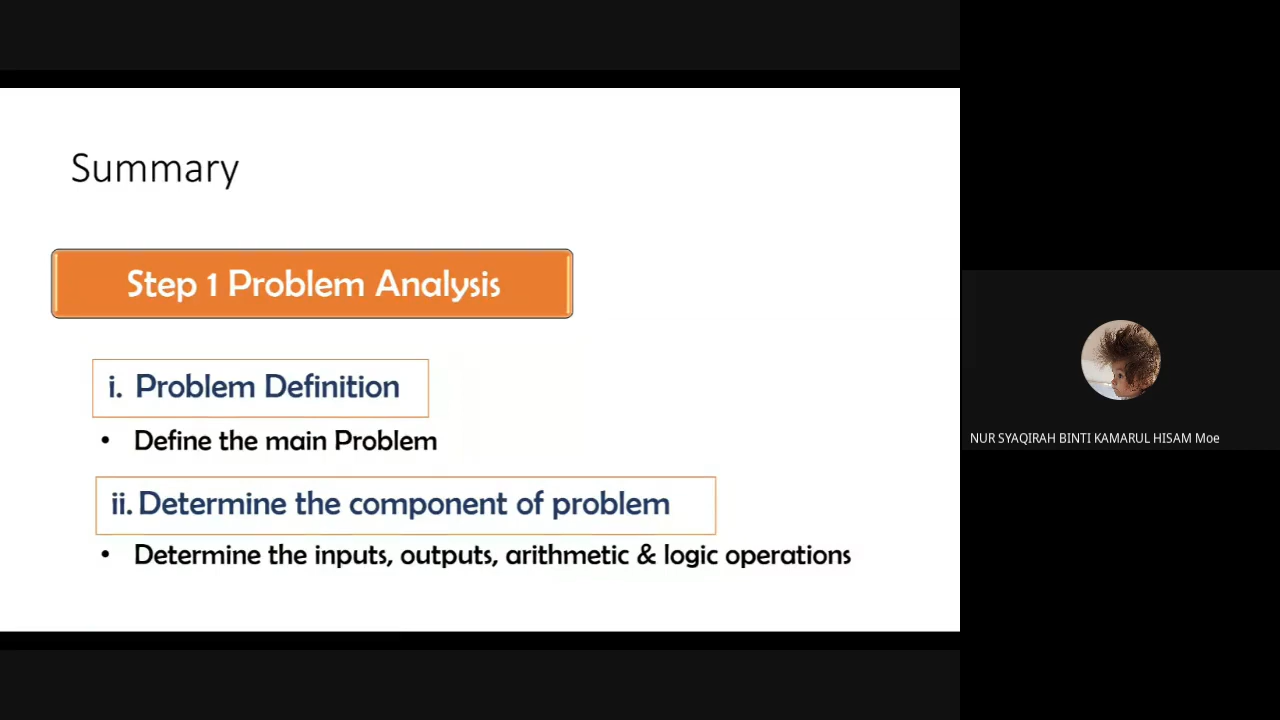 Summary
Step 1 Problem Analysis
i. Problem Definition
• Define the main Problem
ii. Determine the component of problem
• Determine the inputs, outputs, arithmetic & logic operations
NUR SYAQIRAH BINTI KAMARUL HISAM Moe